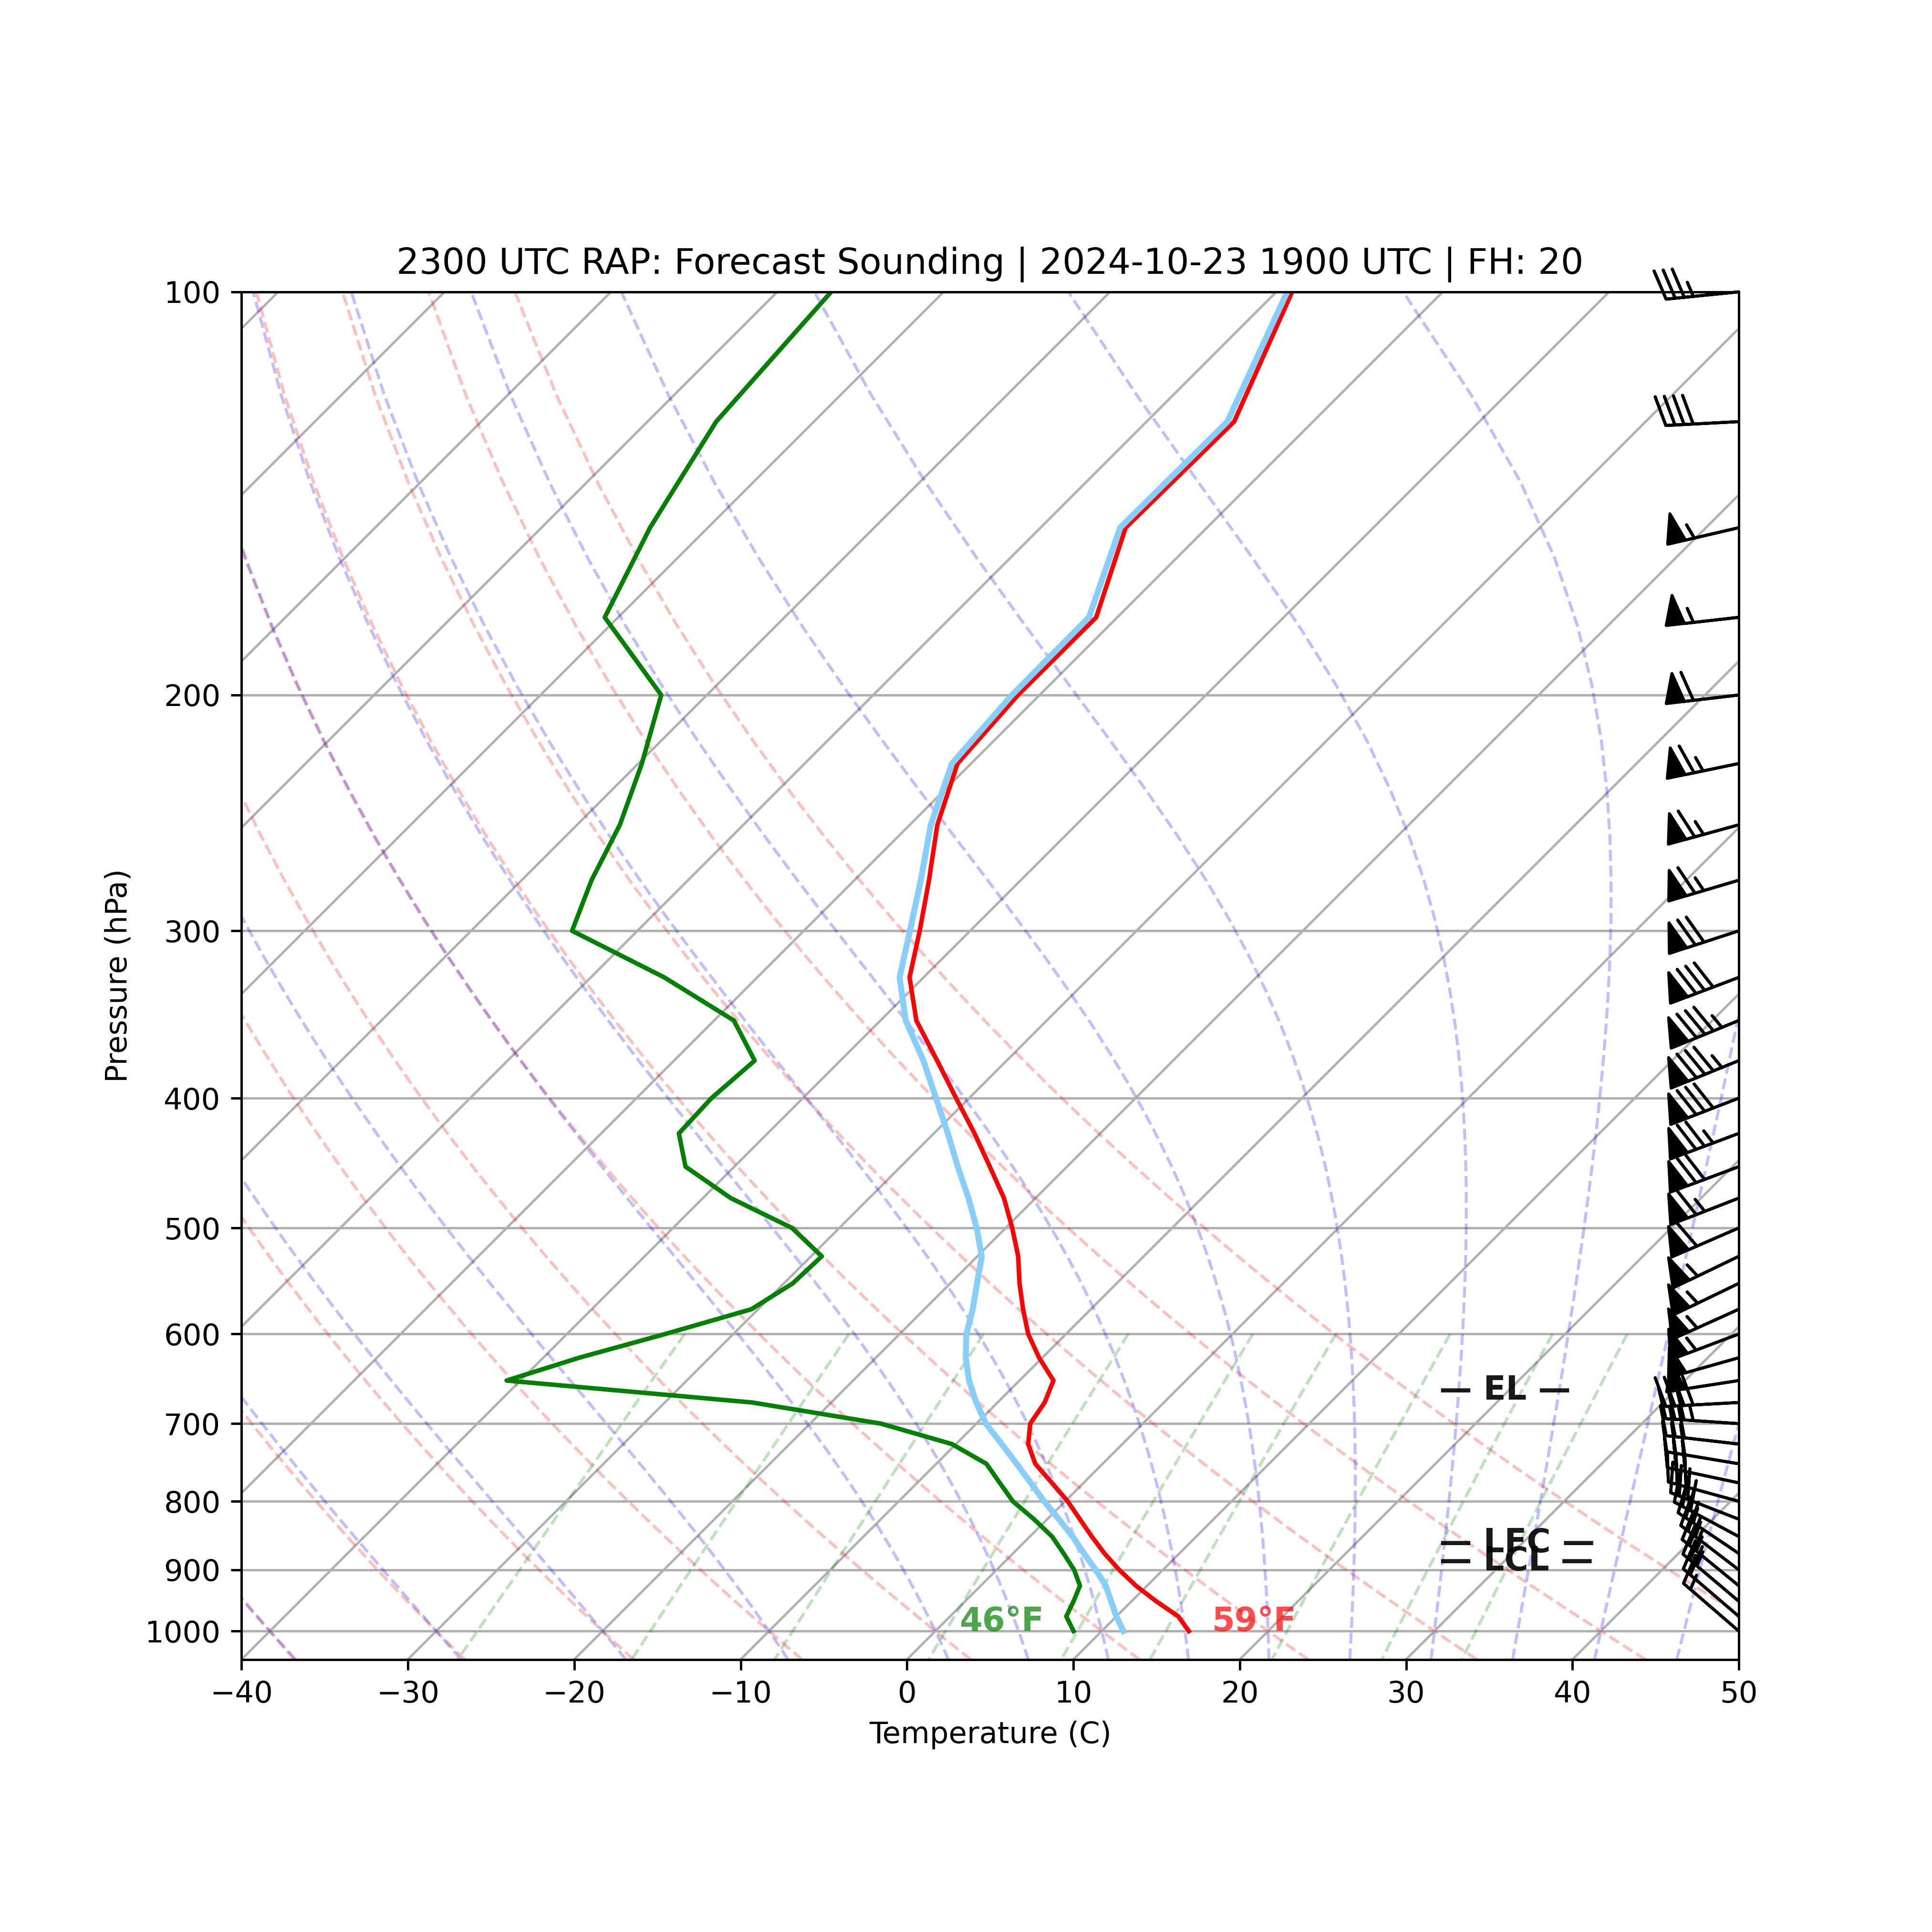 2300 UTC RAP: Forecast Sounding | 2024-10-23 1900 UTC | FH: 20
100
200
300
400
500
600
700
800
900
1000
Pressure (hPa)
— EL —
— LFC —
— LCL —
46°F
59°F
−40 −30 −20 −10 0 10 20 30 40 50
Temperature (C)